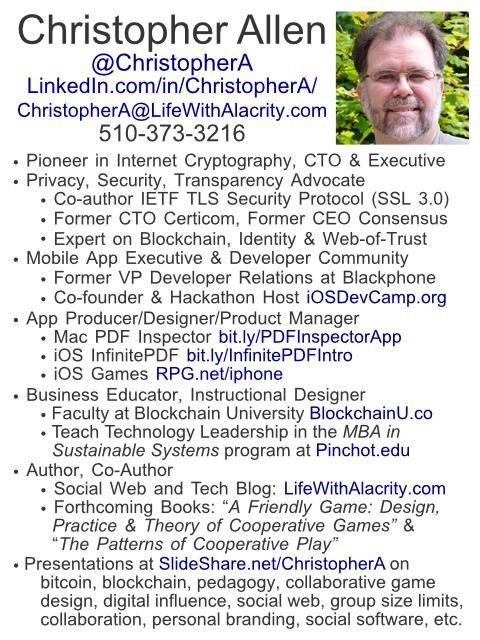 Christopher Allen
@ChristopherA
LinkedIn.com/in/ChristopherA/
ChristopherA@LifeWithAlacrity.com
510-373-3216
• Pioneer in Internet Cryptography, CTO & Executive
• Privacy, Security, Transparency Advocate
• Co-author IETF TLS Security Protocol (SSL 3.0)
• Former CTO Certicom, Former CEO Consensus
• Expert on Blockchain, Identity & Web-of-Trust
• Mobile App Executive & Developer Community
• Former VP Developer Relations at Blackphone
• Co-founder & Hackathon Host iOSDevCamp.org
• App Producer/Designer/Product Manager
• Mac PDF Inspector bit.ly/PDFInspectorApp
• iOS InfinitePDF bit.ly/InfinitePDFIntro
• iOS Games RPG.net/iphone
• Business Educator, Instructional Designer
• Faculty at Blockchain University BlockchainU.co
• Teach Technology Leadership in the MBA in
Sustainable Systems program at Pinchot.edu
• Author, Co-Author
• Social Web and Tech Blog: LifeWithAlacrity.com
• Forthcoming Books: “A Friendly Game: Design,
Practice & Theory of Cooperative Games” &
“The Patterns of Cooperative Play”
• Presentations at SlideShare.net/ChristopherA on
bitcoin, blockchain, pedagogy, collaborative game
design, digital influence, social web, group size limits,
collaboration, personal branding, social software, etc.